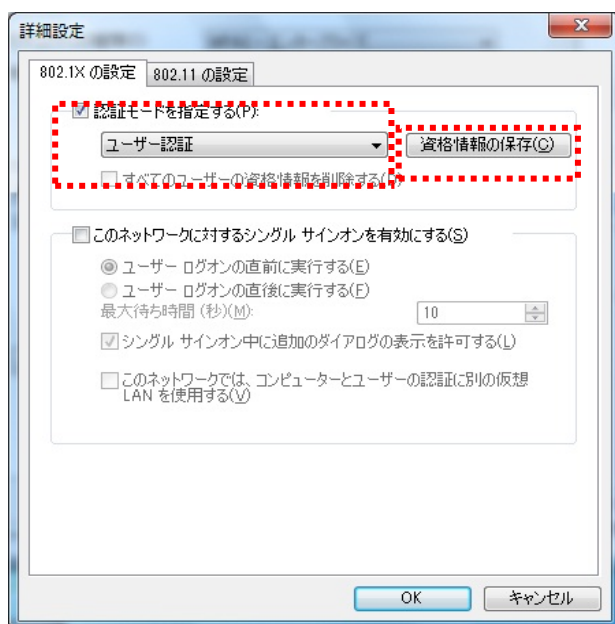 詳細設定
802.1X の設定
802.11 の設定
認証モードを指定する(P):
ユーザー認証
資格情報の保存(C)
すべてのユーザーの資格情報を削除する(D)
このネットワークに対するシングル サインオンを有効にする(S)
ユーザー ログオンの直前に実行する(E)
ユーザー ログオンの直後に実行する(F)
最大待ち時間 (秒)(M):
10
シングル サインオン中に追加のダイアログの表示を許可する(L)
このネットワークでは、コンピューターとユーザーの認証に別の仮想
LAN を使用する(V)
OK
キャンセル